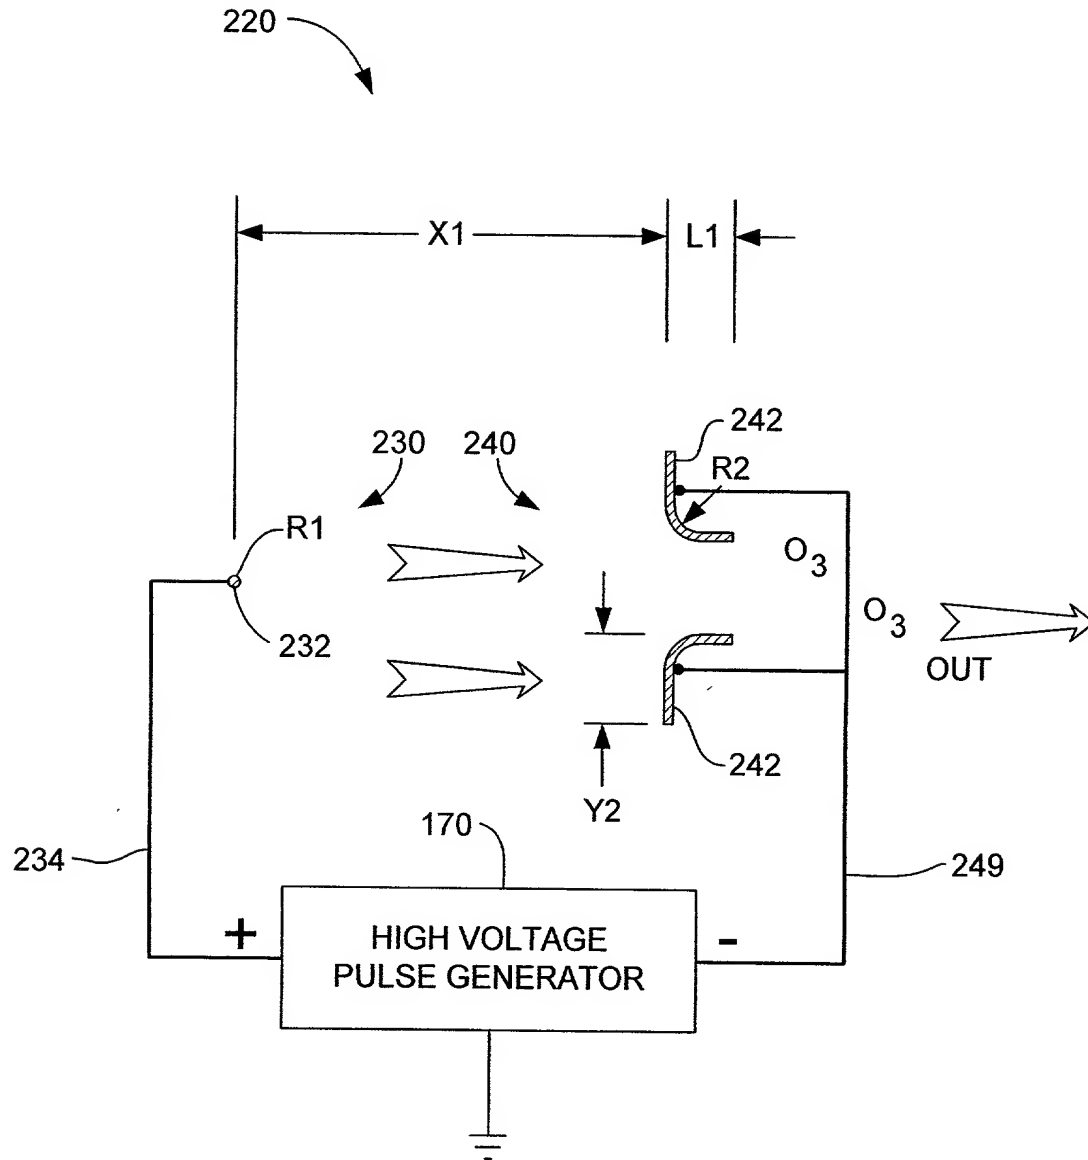 220
X1
L1
242
230
240
R2
R1
O3
232
O3
OUT
242
Y2
170
234
249
+
-
HIGH VOLTAGE
PULSE GENERATOR